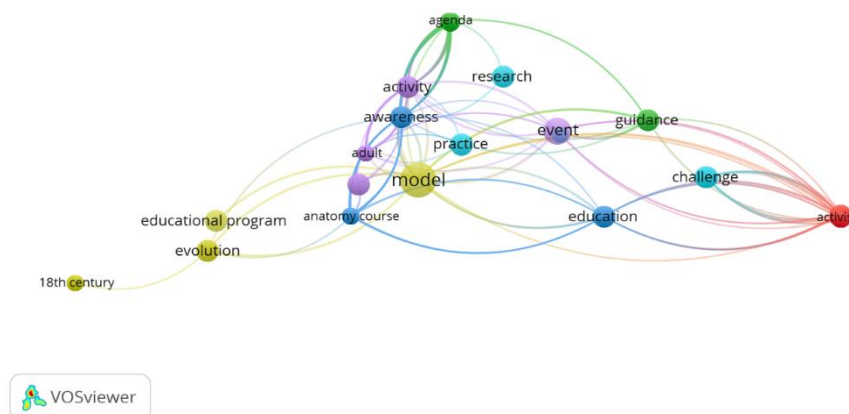 agenda
research
activity
awareness
event
guidance
practice
adult
model
challenge
educational program
anatomy course
education
activis
evolution
18th century
VOSviewer